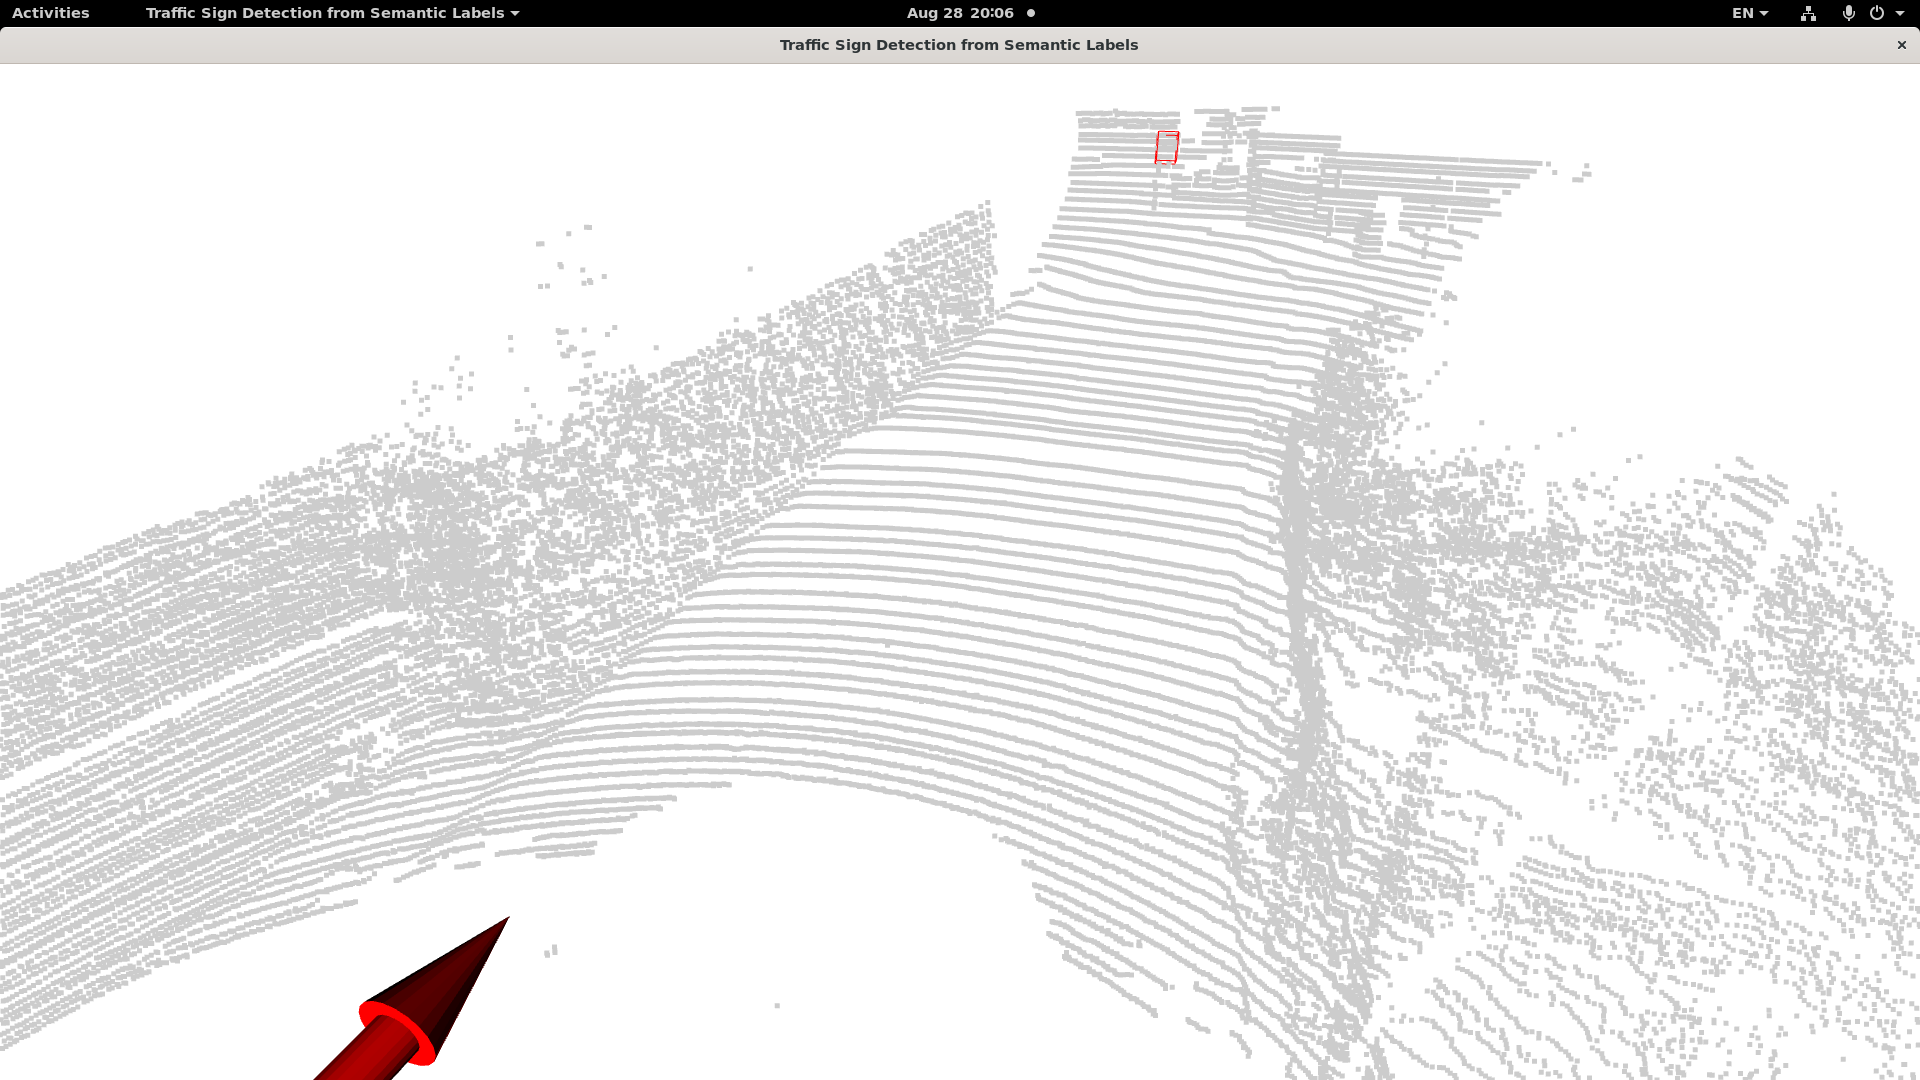 Activities
Traffic Sign Detection from Semantic Labels
Aug 28 20:06
EN
Traffic Sign Detection from Semantic Labels